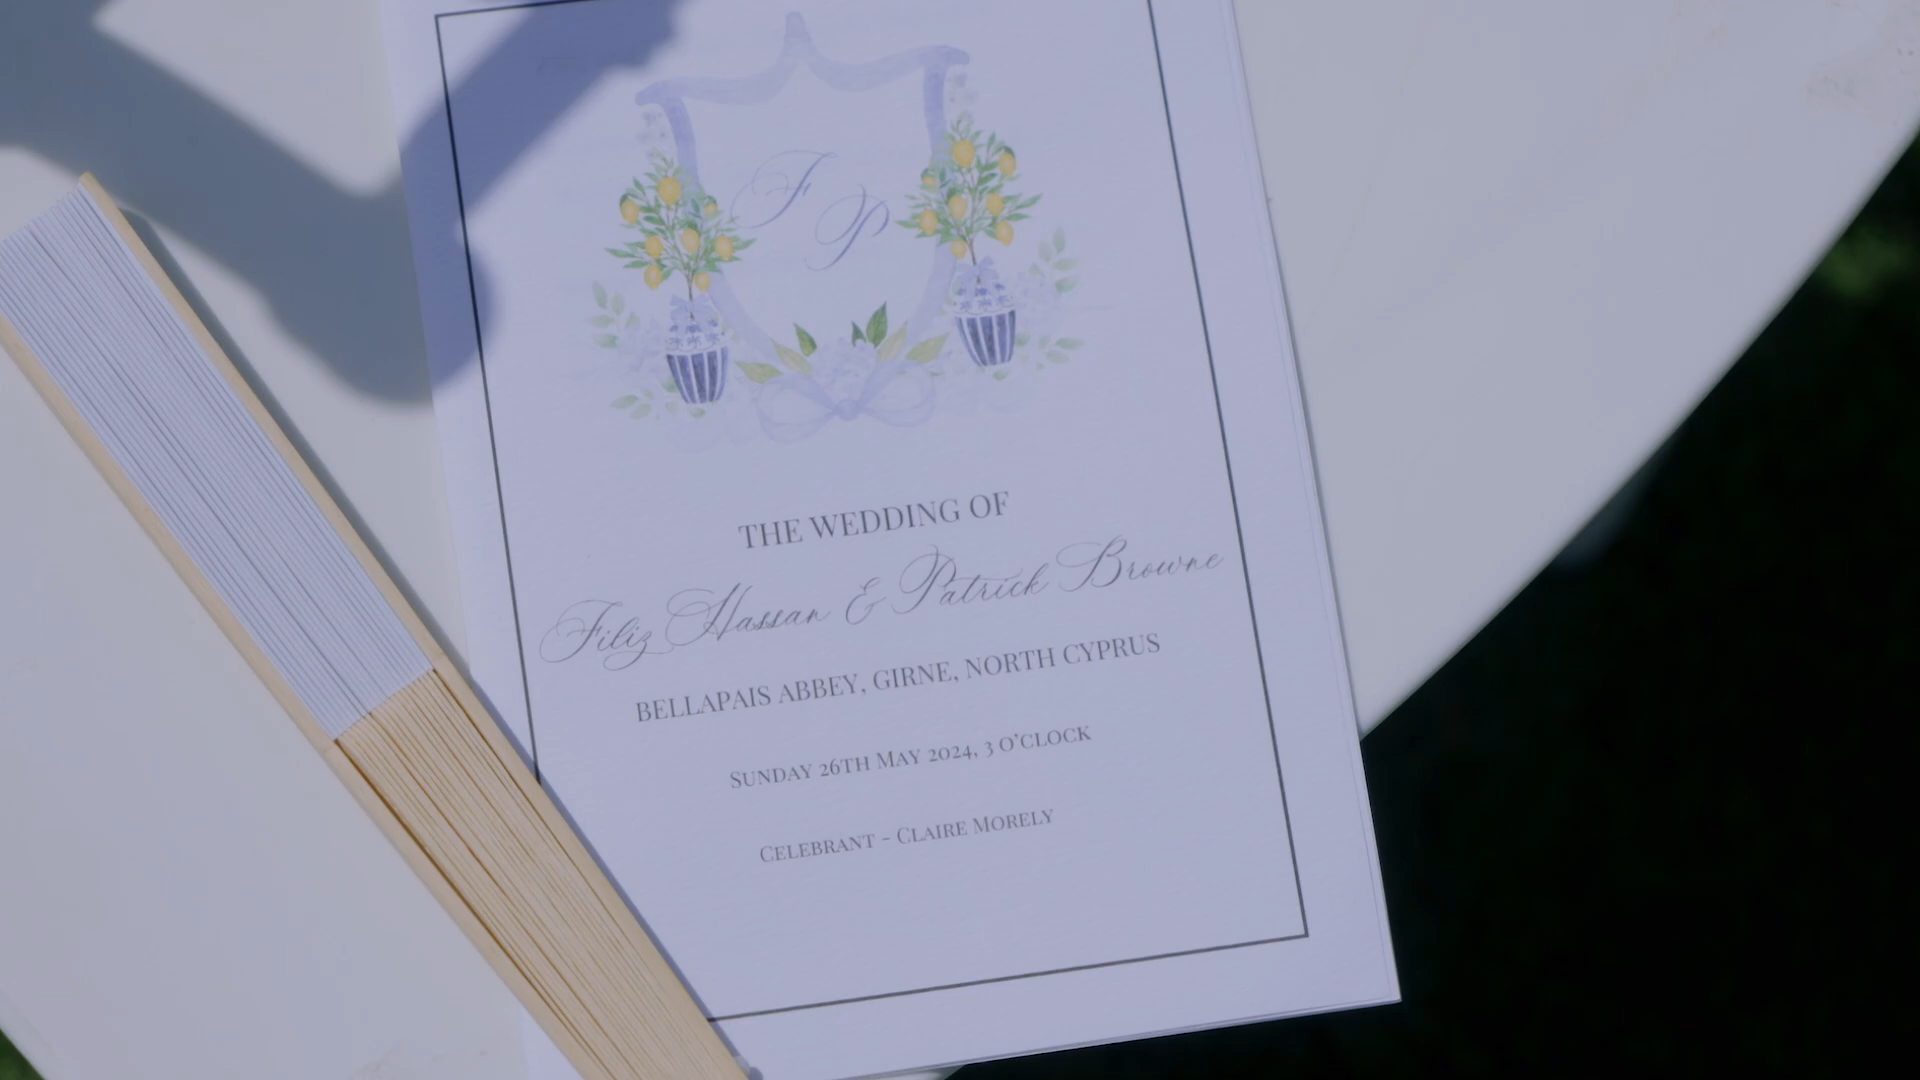 F
P
THE WEDDING OF
Filiz Hassan & Patrick Browne
BELLAPAIS ABBEY, GIRNE, NORTH CYPRUS
SUNDAY 26TH MAY 2024, 3 O'CLOCK
CELEBRANT - CLAIRE MORELY